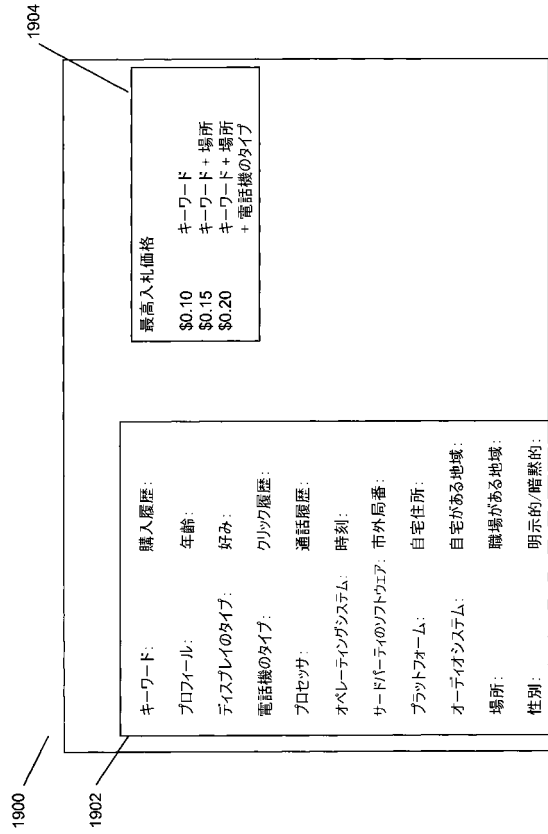 1900
1902
1904
キーワード: 購入履歴:
プロフィール: 年齢:
ディスプレイのタイプ: 好み:
電話機のタイプ: クリック履歴:
プロセッサ: 通話履歴:
オペレーティングシステム: 時刻:
サードパーティのソフトウェア: 市外局番:
プラットフォーム: 自宅住所:
オーディオシステム: 自宅がある地域:
場所: 職場がある地域:
性別: 明示的/暗黙的:
最高入札価格
$0.10 キーワード
$0.15 キーワード + 場所
$0.20 キーワード + 場所
+ 電話機のタイプ